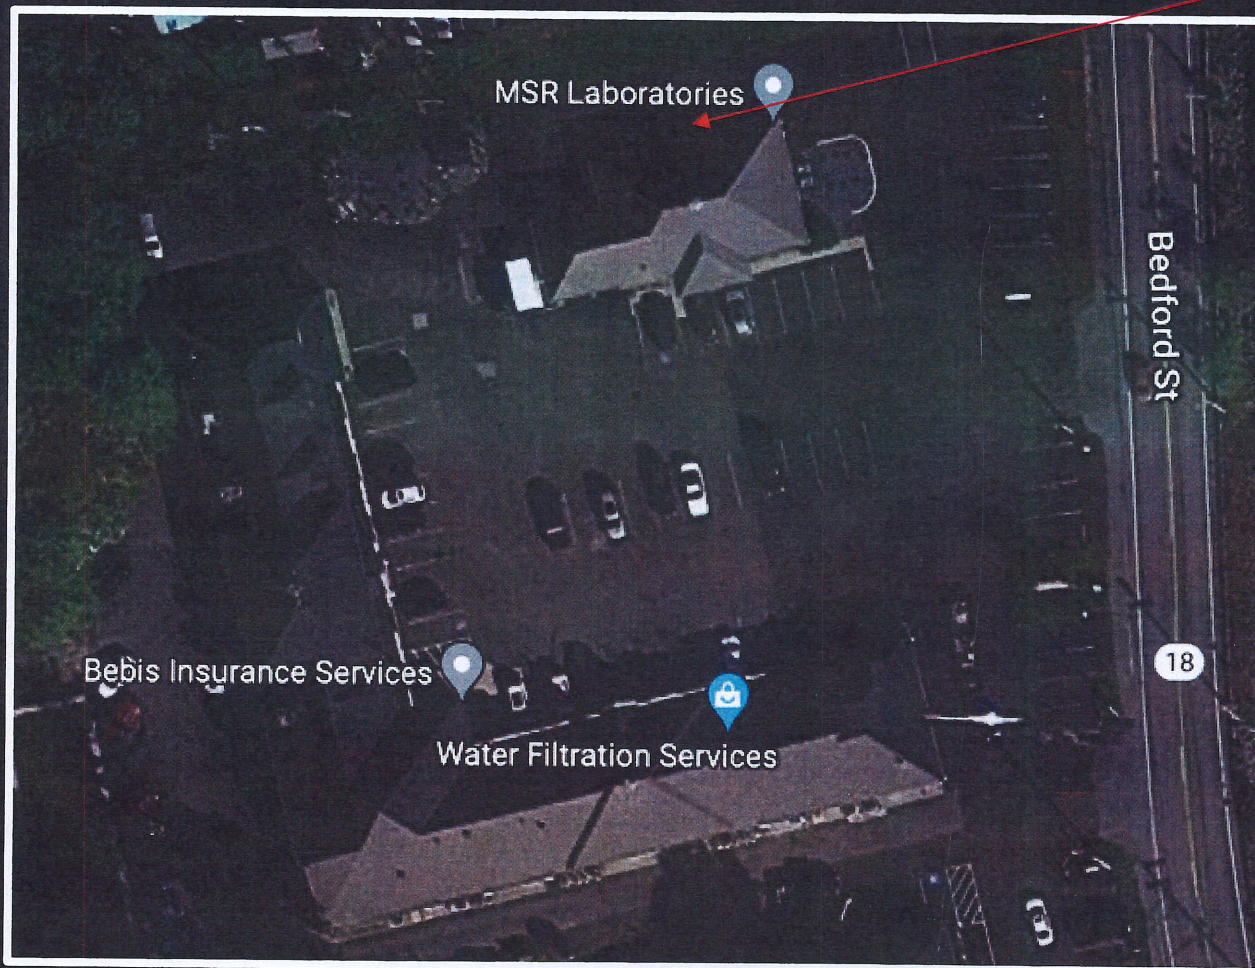 MSR Laboratories
Bedford St
18
Bebis Insurance Services
Water Filtration Services